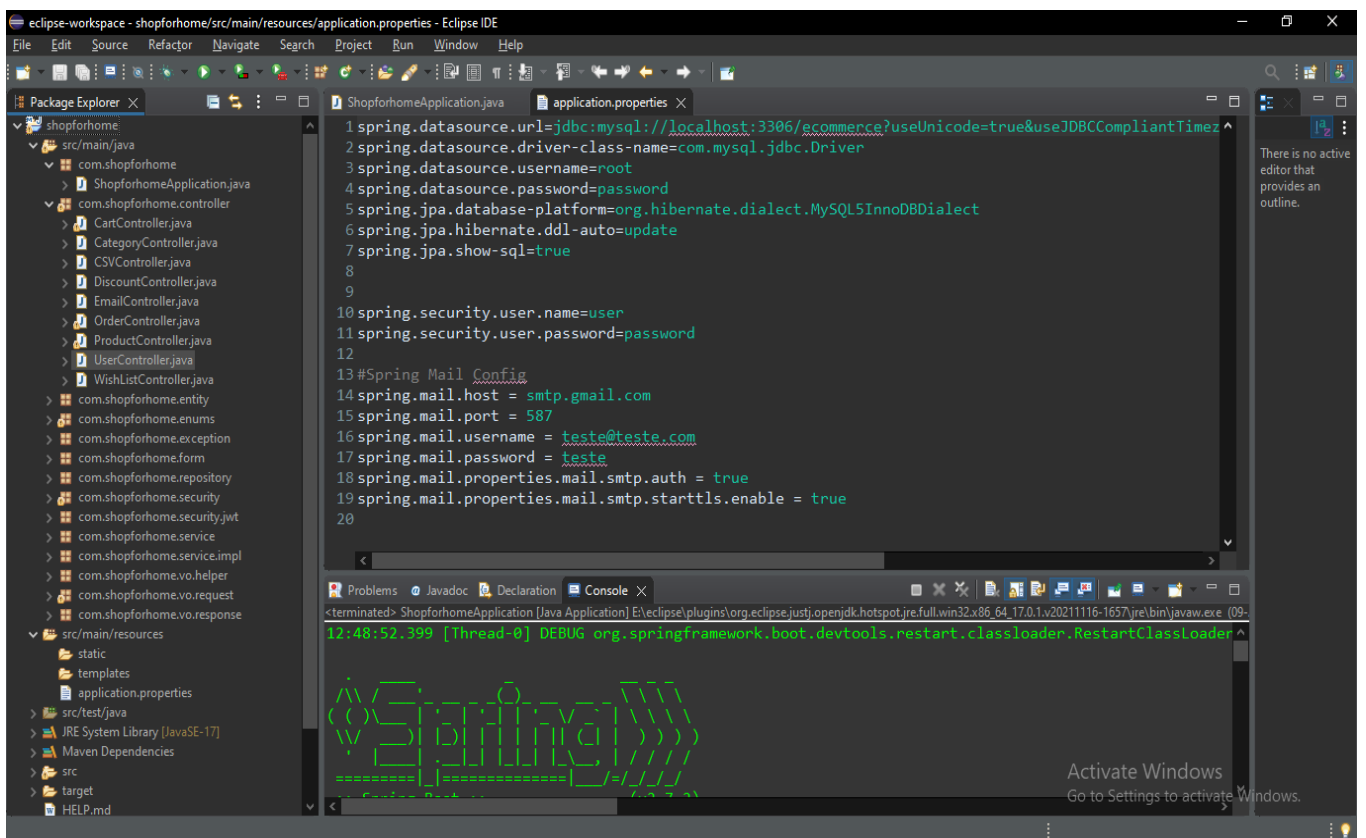 eclipse-workspace - shopforhome/src/main/resources/application.properties - Eclipse IDE
File Edit Source Refactor Navigate Search Project Run Window Help
Package Explorer
shopforhome
src/main/java
com.shopforhome
ShopforhomeApplication.java
com.shopforhome.controller
CartController.java
CategoryController.java
CSVController.java
DiscountController.java
EmailController.java
OrderController.java
ProductController.java
UserController.java
WishListController.java
com.shopforhome.entity
com.shopforhome.enums
com.shopforhome.exception
com.shopforhome.form
com.shopforhome.repository
com.shopforhome.security
com.shopforhome.security.jwt
com.shopforhome.service
com.shopforhome.service.impl
com.shopforhome.vo.helper
com.shopforhome.vo.request
com.shopforhome.vo.response
src/main/resources
static
templates
application.properties
src/test/java
JRE System Library [JavaSE-17]
Maven Dependencies
src
target
HELP.md
ShopforhomeApplication.java application.properties
1 spring.datasource.url=jdbc:mysql://localhost:3306/ecommerce?useUnicode=true&useJDBCCompliantTimez
2 spring.datasource.driver-class-name=com.mysql.jdbc.Driver
3 spring.datasource.username=root
4 spring.datasource.password=password
5 spring.jpa.database-platform=org.hibernate.dialect.MySQL5InnoDBDialect
6 spring.jpa.hibernate.ddl-auto=update
7 spring.jpa.show-sql=true
8
9
10 spring.security.user.name=user
11 spring.security.user.password=password
12
13 #Spring Mail Config
14 spring.mail.host = smtp.gmail.com
15 spring.mail.port = 587
16 spring.mail.username = teste@teste.com
17 spring.mail.password = teste
18 spring.mail.properties.mail.smtp.auth = true
19 spring.mail.properties.mail.smtp.starttls.enable = true
20
There is no active
editor that
provides an
outline.
Problems Javadoc Declaration Console
<terminated> ShopforhomeApplication [Java Application] E:\eclipse\plugins\org.eclipse.justj.openjdk.hotspot.jre.full.win32.x86_64_17.0.1.v20211116-1657\jre\bin\javaw.exe (09-
12:48:52.399 [Thread-0] DEBUG org.springframework.boot.devtools.restart.classloader.RestartClassLoader
Spring
:: Spring Boot :: (v2.7.2)
Activate Windows
Go to Settings to activate Windows.